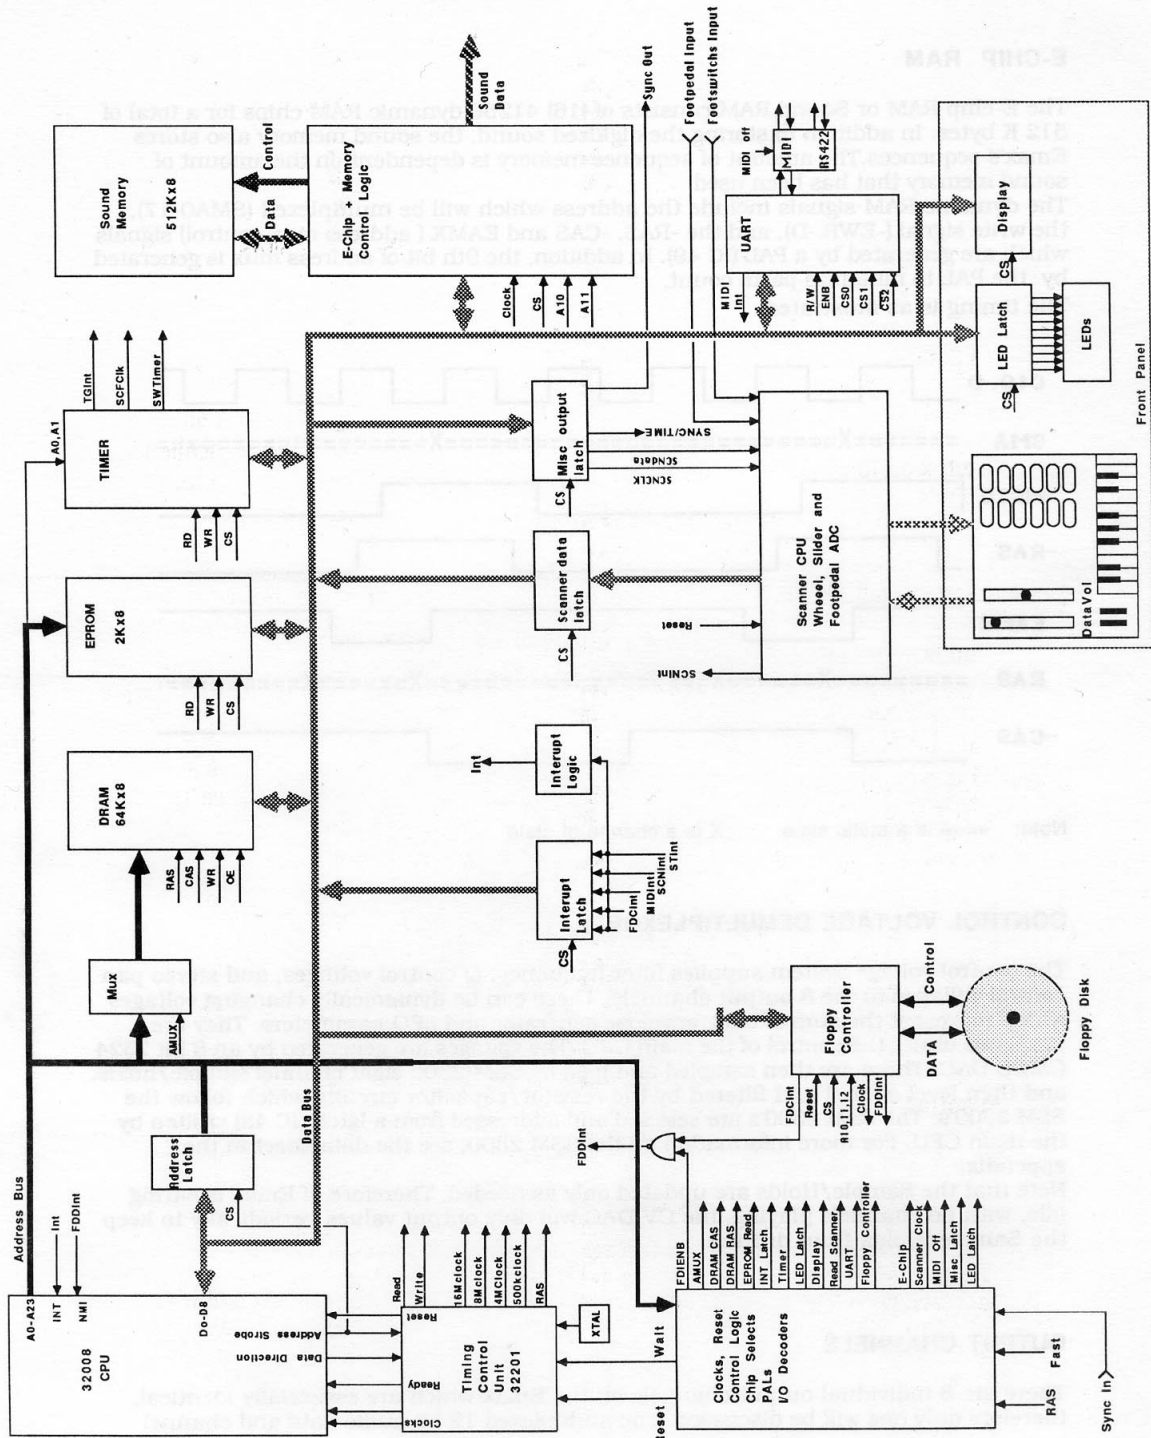 Sound
Memory
512Kx8
Data
Control
E-Chip + Memory
Control Logic
Sound
Data
Clock
CS
A10
A11
Sync Out
Footpedal Input
Footswitchs Input
MIDI off
MIDI
RS422
UART
MIDI
Int
R/W
ENB
CS0
CS1
CS2
Display
CS
LED Latch
CS
LEDs
Front Panel
TGInt
SCFClk
SWTimer
A0,A1
TIMER
RD
WR
CS
Misc output
latch
CS
SYNC/TIME
SCNdata
SCNCLK
EPROM
2Kx8
RD
WR
CS
Scanner data
latch
CS
Scanner CPU
Wheeel, Slider and
Footpedal ADC
Reset
SCNInt
Data
Vol
DRAM
64Kx8
RAS
CAS
WR
OE
Int
Interupt
Logic
Interupt
Latch
CS
FDCInt
MIDInt
SCNInt
STInt
Mux
AMUX
Address
Latch
CS
Data Bus
Address Bus
Floppy
Controller
FDCInt
Reset
CS
R10,11,12
Clock
FDDInt
DATA
Control
Floppy Disk
FDDInt
32008
CPU
A0-A23
INT
Int
NMI
FDDInt
Do-D8
Reset
Address Strobe
Data Direction
Ready
Clocks
Timing
Control
Unit
32201
Read
Write
16Mclock
8Mclock
4MClock
500kclock
RAS
XTAL
Wait
Reset
Clocks, Reset
Control Logic
Chip Selects
PALs
I/O Decoders
FDIENB
AMUX
DRAM CAS
DRAM RAS
EPROM Read
INT Latch
Timer
LED Latch
Display
Read Scanner
UART
Floppy Controller
E-Chip
Scanner Clock
MIDI Off
Misc Latch
LED Latch
RAS
Fast
Sync In